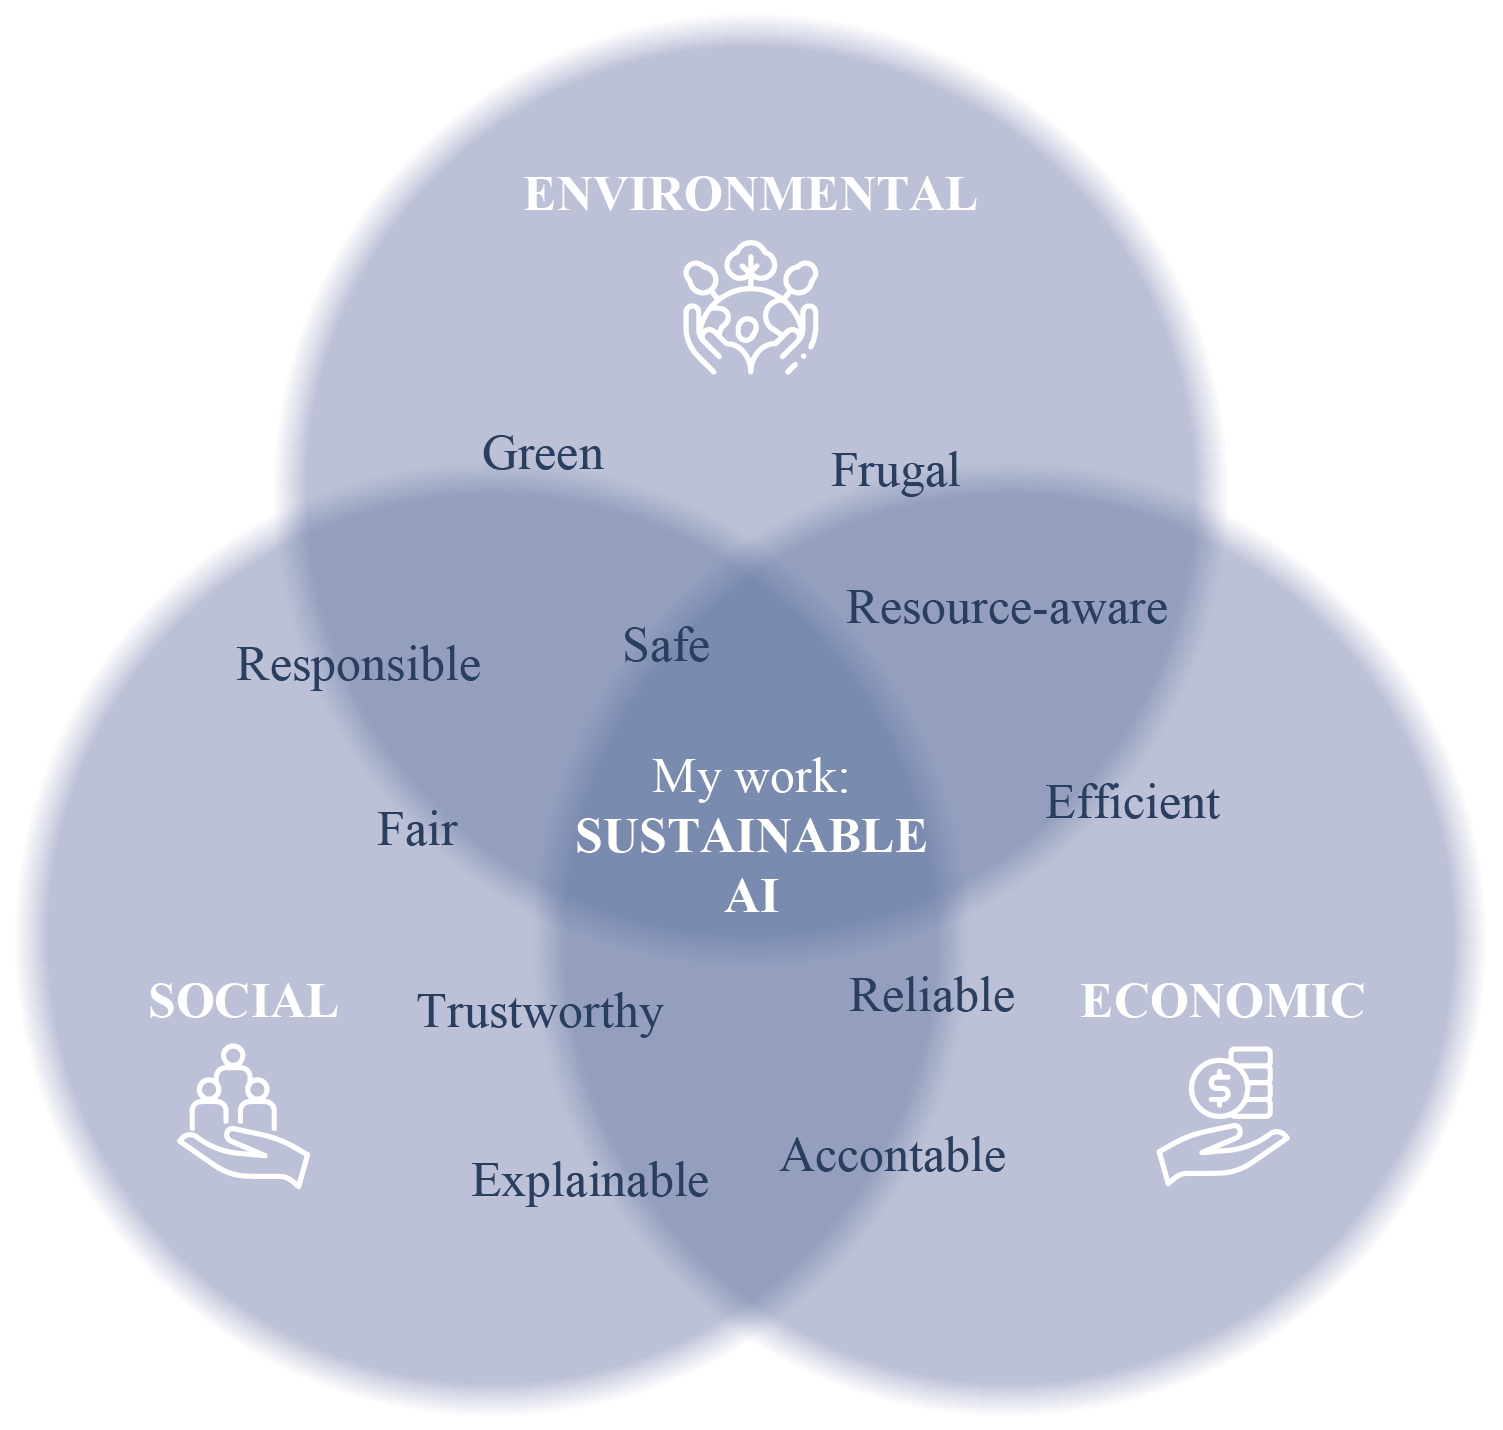 ENVIRONMENTAL
Green
Frugal
Resource-aware
Safe
Responsible
My work:
SUSTAINABLE
AI
Efficient
Fair
SOCIAL
Trustworthy
Reliable
ECONOMIC
$
Accontable
Explainable